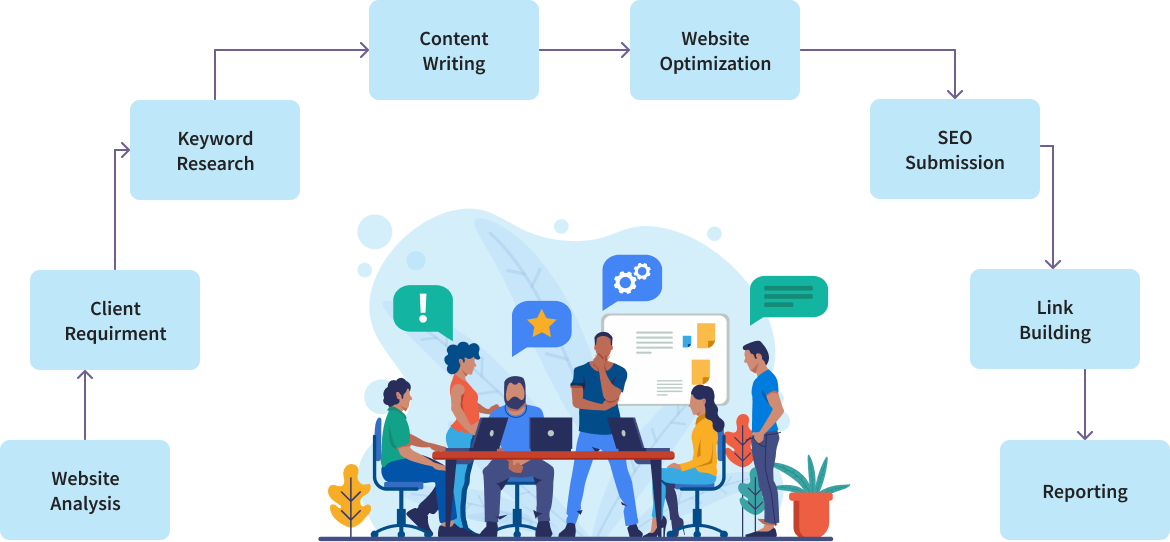 Content
Writing
Website
Optimization
Keyword
Research
SEO
Submission
Client
Requirment
Link
Building
Website
Analysis
Reporting